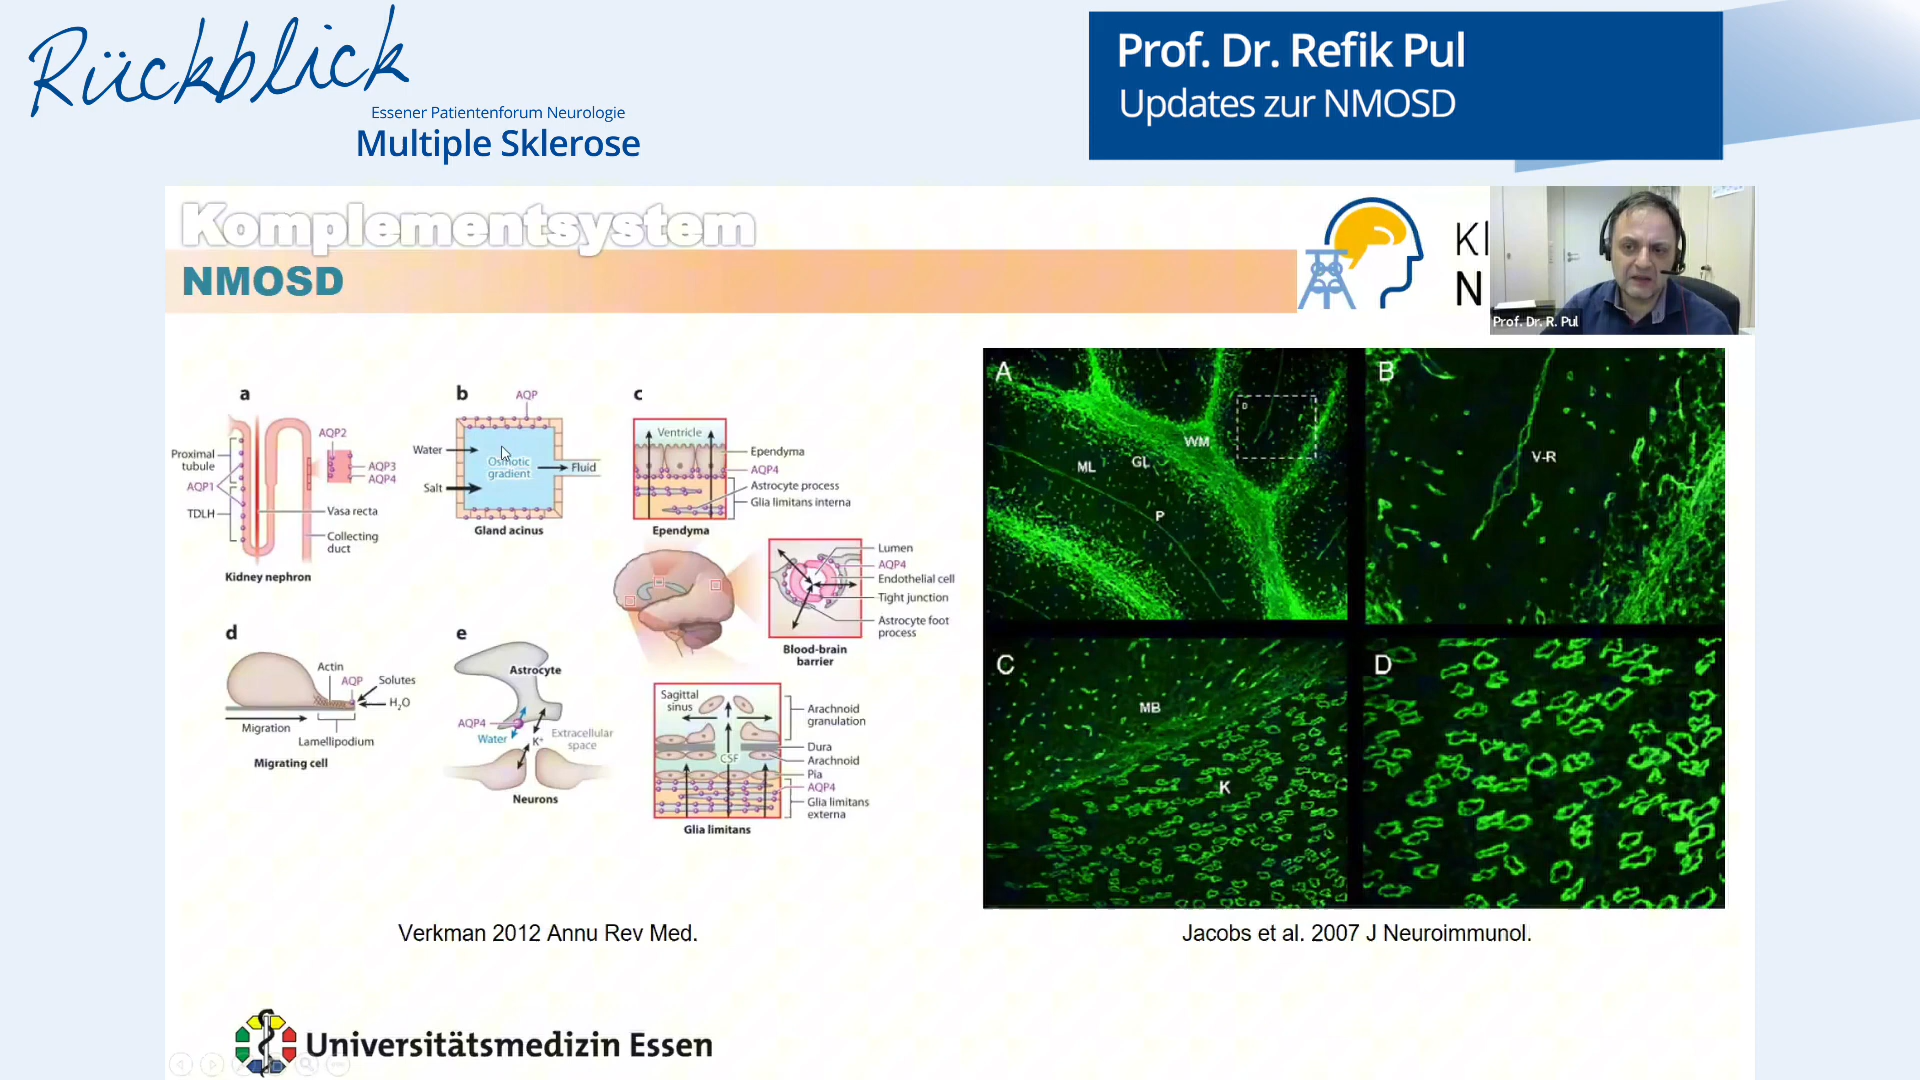 Rückblick
Essener Patientenforum Neurologie
Multiple Sklerose
Prof. Dr. Refik Pul
Updates zur NMOSD
Komplementsystem
NMOSD
Kl
N
Prof. Dr. R. Pul
a
AQP2
Proximal
tubule
AQP1
AQP3
AQP4
TDLH
Vasa recta
Collecting
duct
Kidney nephron
b
AQP
Water
Osmotic
gradient
Fluid
Salt
Gland acinus
c
Ventricle
Ependyma
AQP4
Astrocyte process
Glia limitans interna
Ependyma
Lumen
AQP4
Endothelial cell
Tight junction
Astrocyte foot
process
Blood-brain
barrier
d
Actin
AQP
Solutes
H2O
Migration
Lamellipodium
Migrating cell
e
Astrocyte
AQP4
Water
K+
Extracellular
space
Neurons
Sagittal
sinus
Arachnoid
granulation
Dura
Arachnoid
CSF
Pia
AQP4
Glia limitans
externa
Glia limitans
A
WM
ML
GL
P
B
V-R
C
MB
K
D
Verkman 2012 Annu Rev Med.
Jacobs et al. 2007 J Neuroimmunol.
Universitätsmedizin Essen